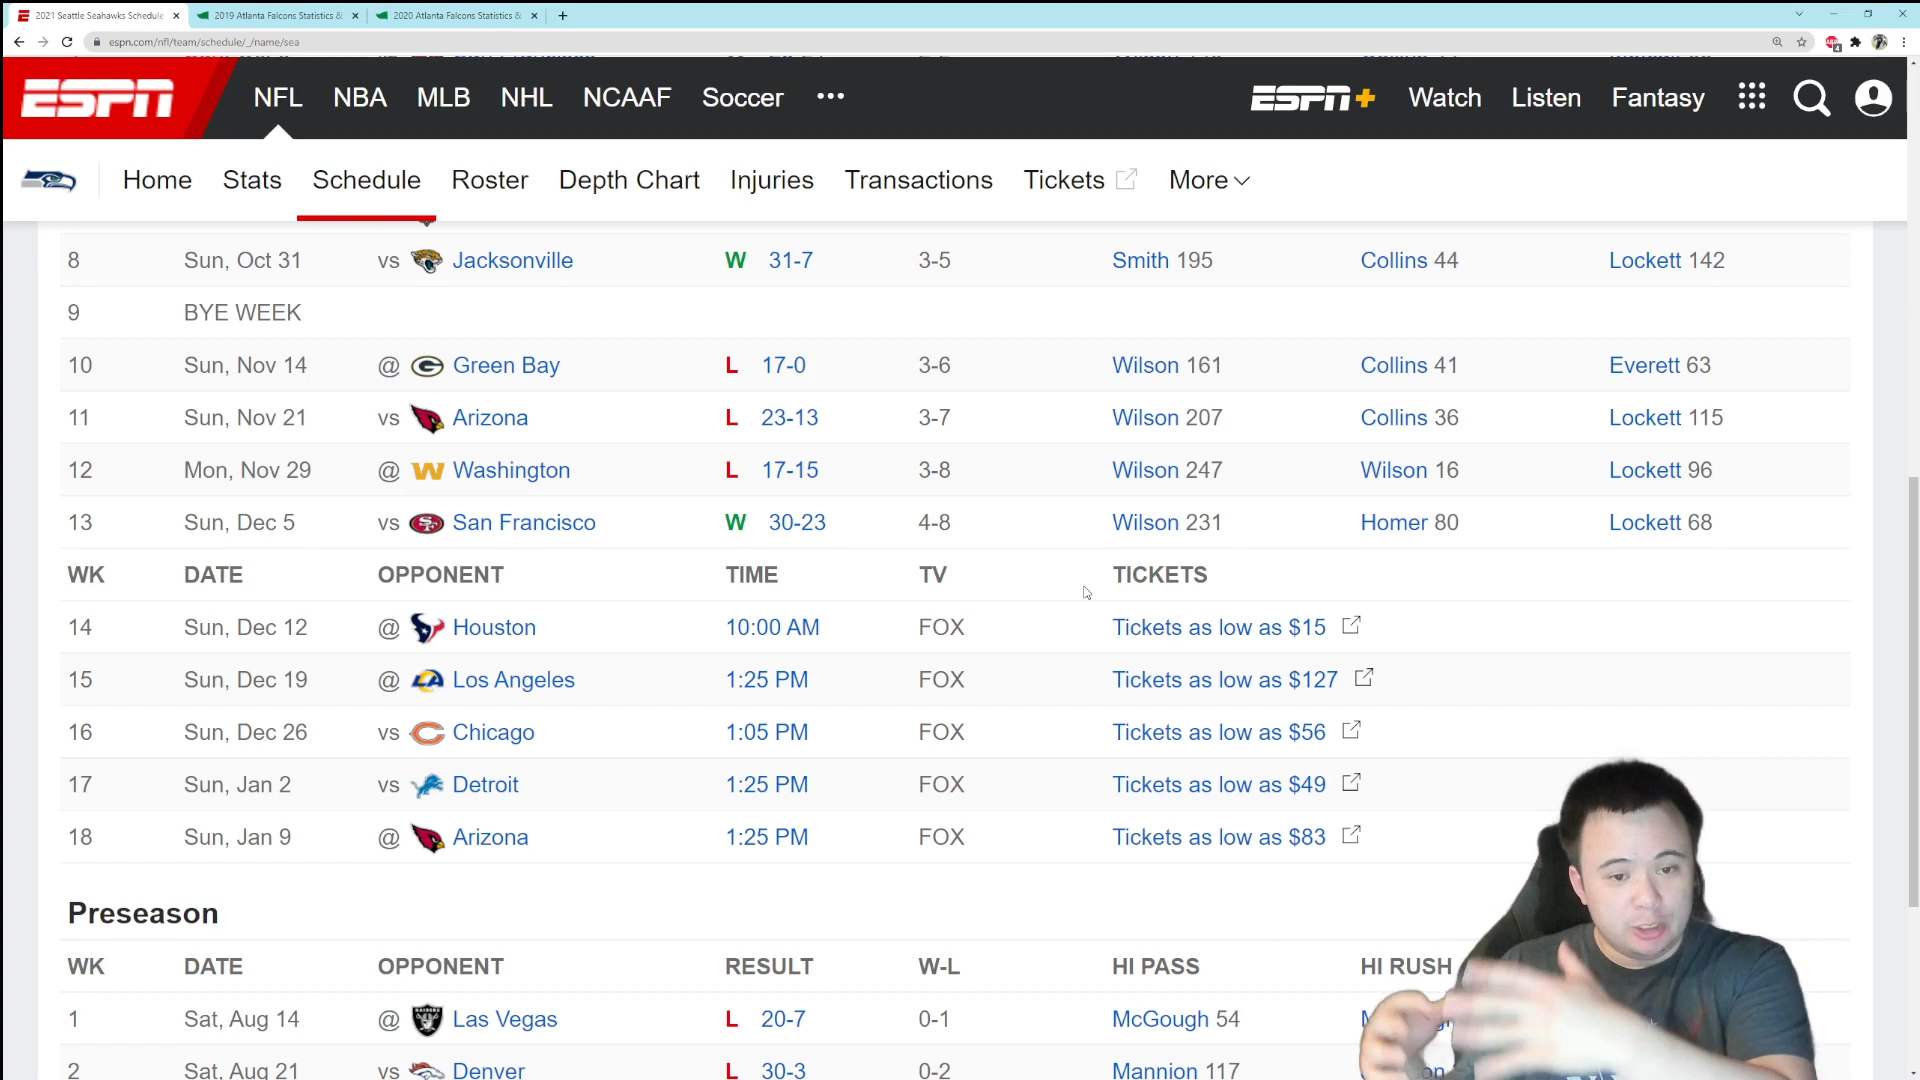 2021 Seattle Seahawks Schedule
2019 Atlanta Falcons Statistics &
2020 Atlanta Falcons Statistics &
espn.com/nfl/team/schedule/_/name/sea
ESPN NFL NBA MLB NHL NCAAF Soccer ••• ESPN+ Watch Listen Fantasy
Home Stats Schedule Roster Depth Chart Injuries Transactions Tickets More
8 Sun, Oct 31 vs Jacksonville W 31-7 3-5 Smith 195 Collins 44 Lockett 142
9 BYE WEEK
10 Sun, Nov 14 @ Green Bay L 17-0 3-6 Wilson 161 Collins 41 Everett 63
11 Sun, Nov 21 vs Arizona L 23-13 3-7 Wilson 207 Collins 36 Lockett 115
12 Mon, Nov 29 @ Washington L 17-15 3-8 Wilson 247 Wilson 16 Lockett 96
13 Sun, Dec 5 vs San Francisco W 30-23 4-8 Wilson 231 Homer 80 Lockett 68
WK DATE OPPONENT TIME TV TICKETS
14 Sun, Dec 12 @ Houston 10:00 AM FOX Tickets as low as $15
15 Sun, Dec 19 @ Los Angeles 1:25 PM FOX Tickets as low as $127
16 Sun, Dec 26 vs Chicago 1:05 PM FOX Tickets as low as $56
17 Sun, Jan 2 vs Detroit 1:25 PM FOX Tickets as low as $49
18 Sun, Jan 9 @ Arizona 1:25 PM FOX Tickets as low as $83
Preseason
WK DATE OPPONENT RESULT W-L HI PASS HI RUSH
1 Sat, Aug 14 @ Las Vegas L 20-7 0-1 McGough 54
2 Sat, Aug 21 vs Denver L 30-3 0-2 Mannion 117